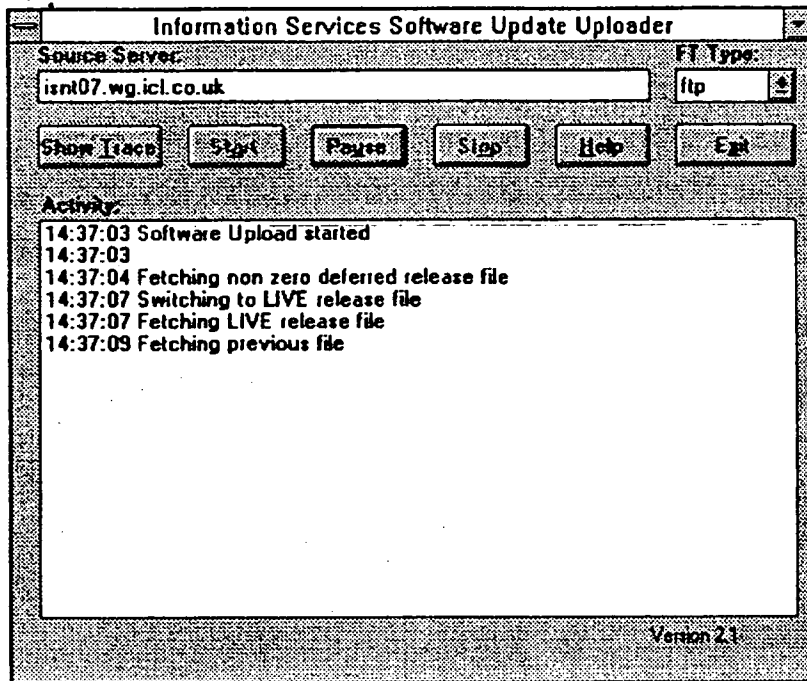 Information Services Software Update Uploader
Source Server:
FT Type:
isnt07.wg.icl.co.uk
ftp
Show Trace
Start
Pause
Stop
Help
Exit
Activity:
14:37:03 Software Upload started
14:37:03
14:37:04 Fetching non zero deferred release file
14:37:07 Switching to LIVE release file
14:37:07 Fetching LIVE release file
14:37:09 Fetching previous file
Version 2.1